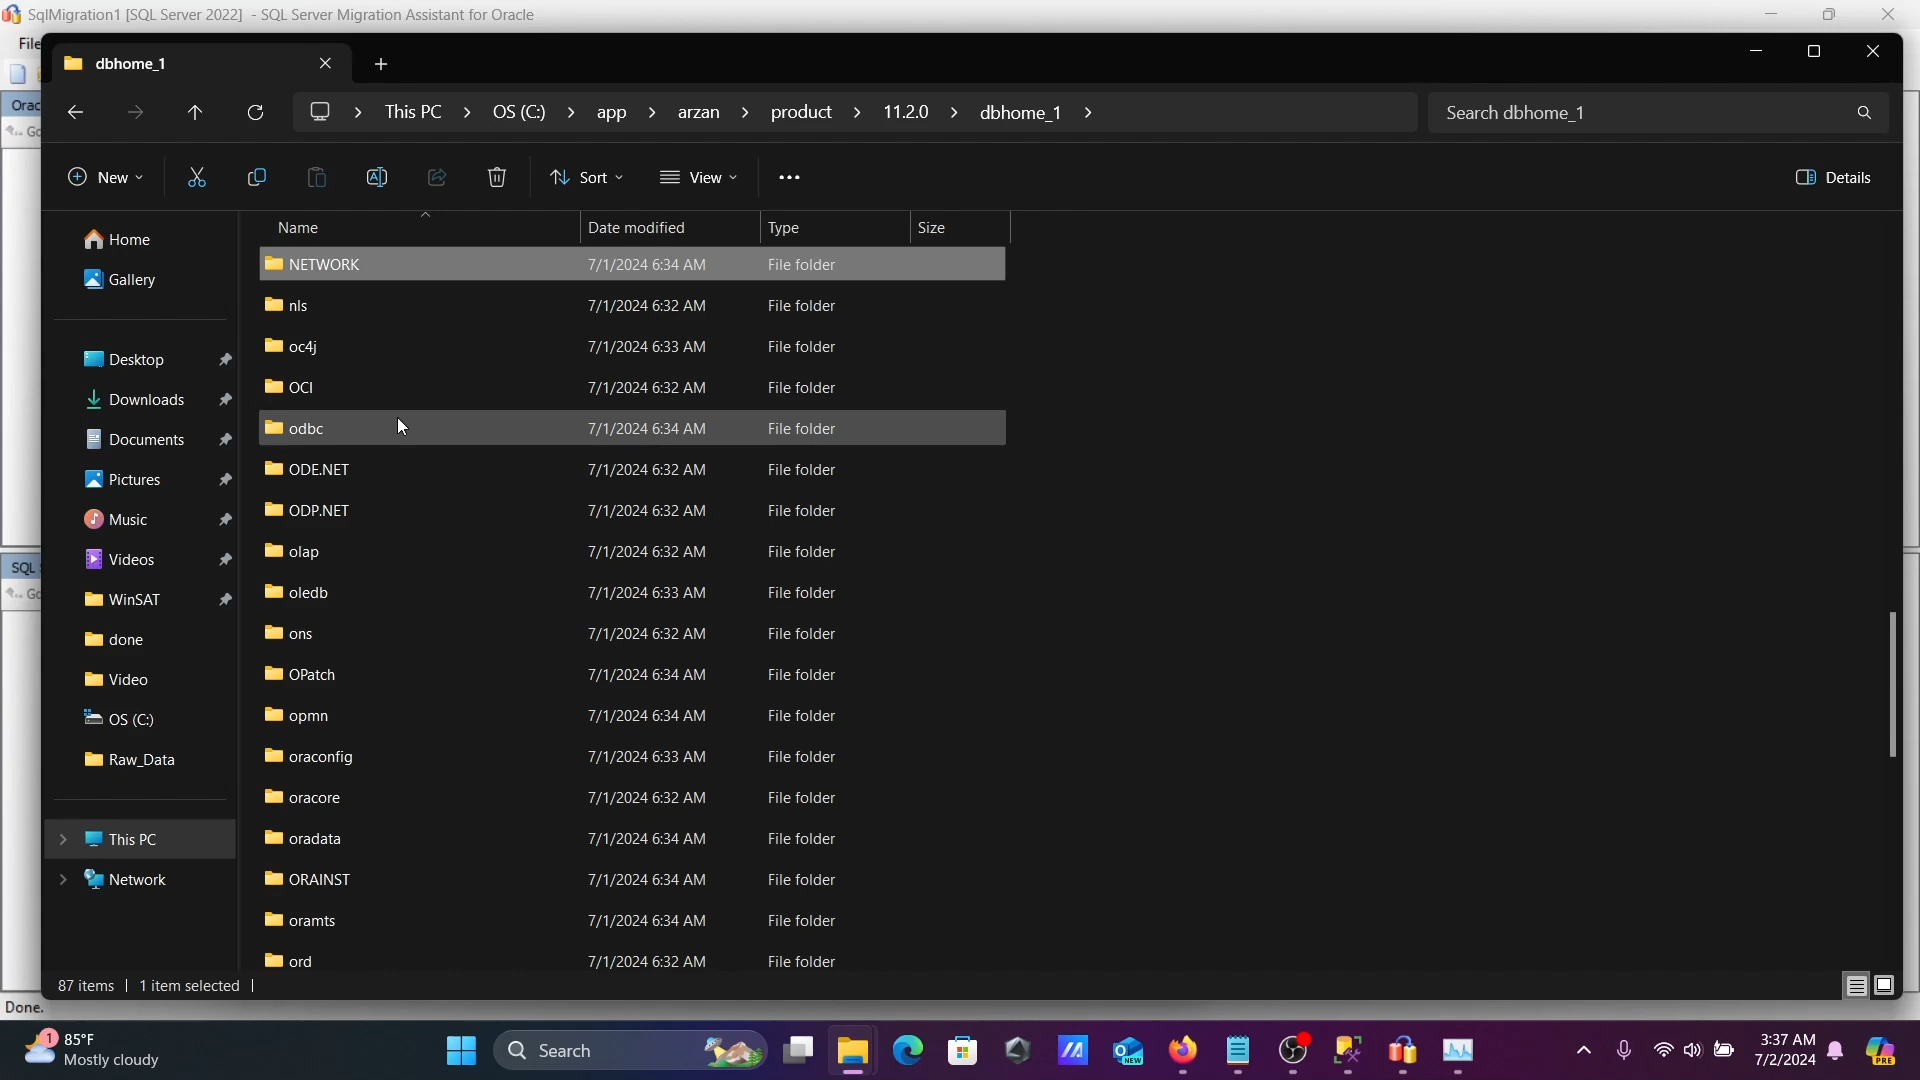 SqlMigration1 [SQL Server 2022] - SQL Server Migration Assistant for Oracle
File
dbhome_1
Orac
Go
This PC > OS (C:) > app > arzan > product > 11.2.0 > dbhome_1 >
Search dbhome_1
New
Sort
View
Details
Name
Date modified
Type
Size
Home
Gallery
Desktop
Downloads
Documents
Pictures
Music
Videos
WinSAT
done
Video
OS (C:)
Raw_Data
This PC
Network
SQL
Go
NETWORK 7/1/2024 6:34 AM File folder
nls 7/1/2024 6:32 AM File folder
oc4j 7/1/2024 6:33 AM File folder
OCI 7/1/2024 6:32 AM File folder
odbc 7/1/2024 6:34 AM File folder
ODE.NET 7/1/2024 6:32 AM File folder
ODP.NET 7/1/2024 6:32 AM File folder
olap 7/1/2024 6:32 AM File folder
oledb 7/1/2024 6:33 AM File folder
ons 7/1/2024 6:32 AM File folder
OPatch 7/1/2024 6:34 AM File folder
opmn 7/1/2024 6:34 AM File folder
oraconfig 7/1/2024 6:33 AM File folder
oracore 7/1/2024 6:32 AM File folder
oradata 7/1/2024 6:34 AM File folder
ORAINST 7/1/2024 6:34 AM File folder
oramts 7/1/2024 6:34 AM File folder
ord 7/1/2024 6:32 AM File folder
87 items | 1 item selected |
Done.
1
85°F
Mostly cloudy
Search
NEW
3:37 AM
7/2/2024
PRE